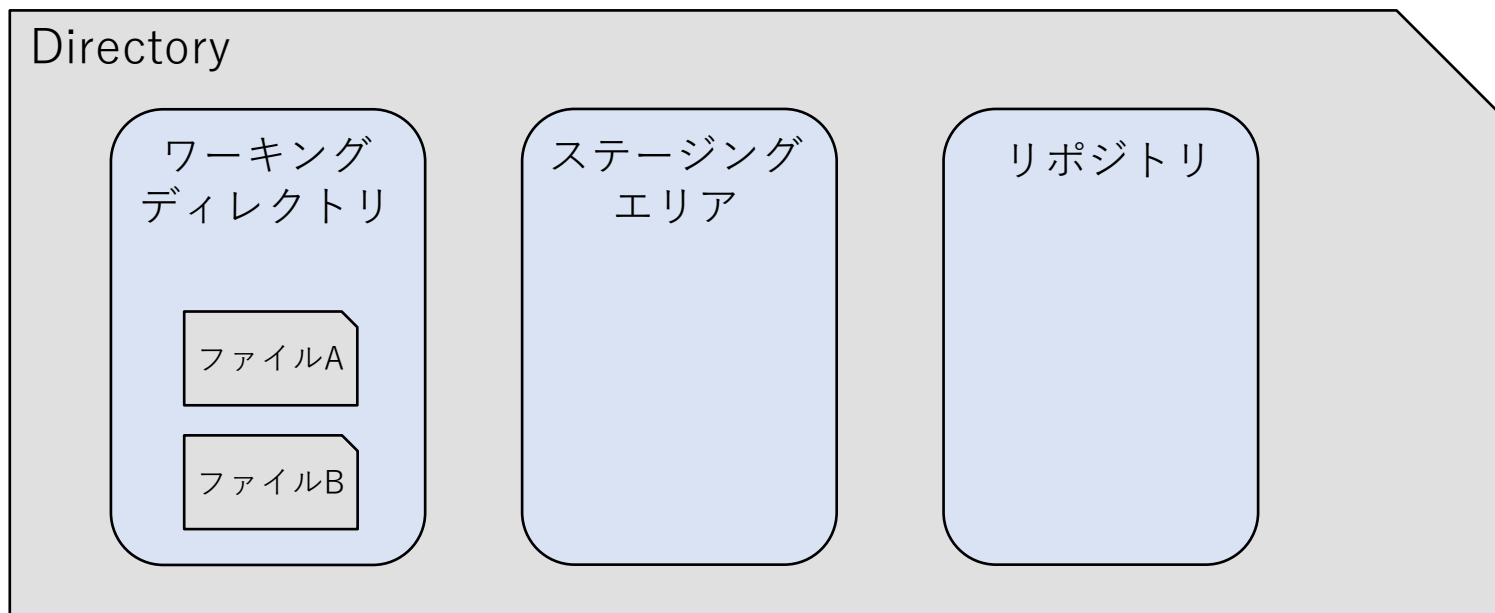 Directory
ワーキング
ディレクトリ
ステージング
エリア
リポジトリ
ファイルA
ファイルB